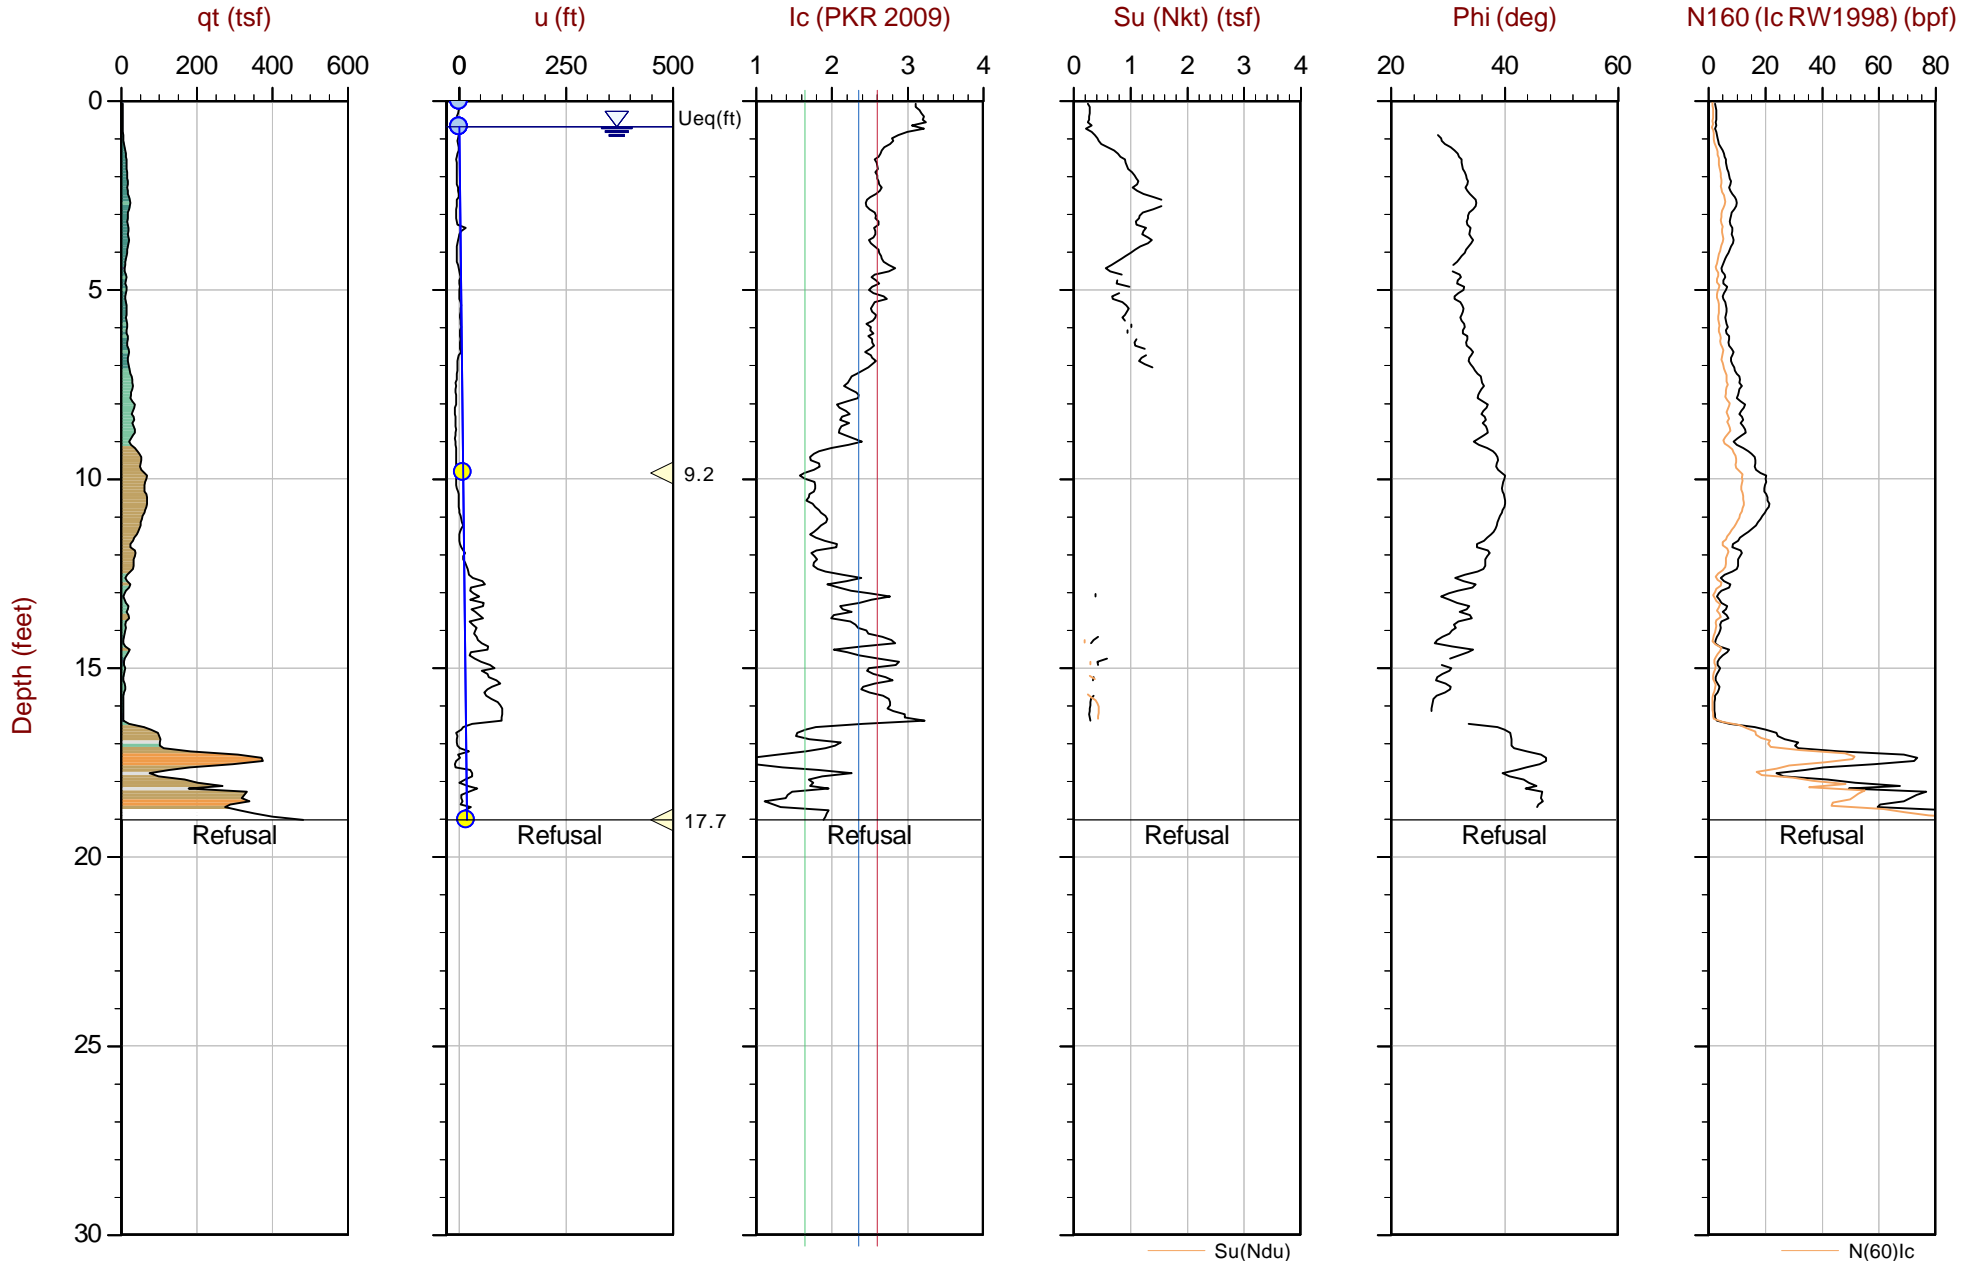 qt (tsf)
u (ft)
Ic (PKR 2009)
Su (Nkt) (tsf)
Phi (deg)
N160 (Ic RW1998) (bpf)
0 200 400 600
0 250 500
1 2 3 4
0 1 2 3 4
20 40 60
0 20 40 60 80
0
5
10
15
20
25
30
Depth (feet)
Ueq(ft)
9.2
17.7
Refusal
Refusal
Refusal
Refusal
Refusal
Refusal
Su(Ndu)
N(60)Ic